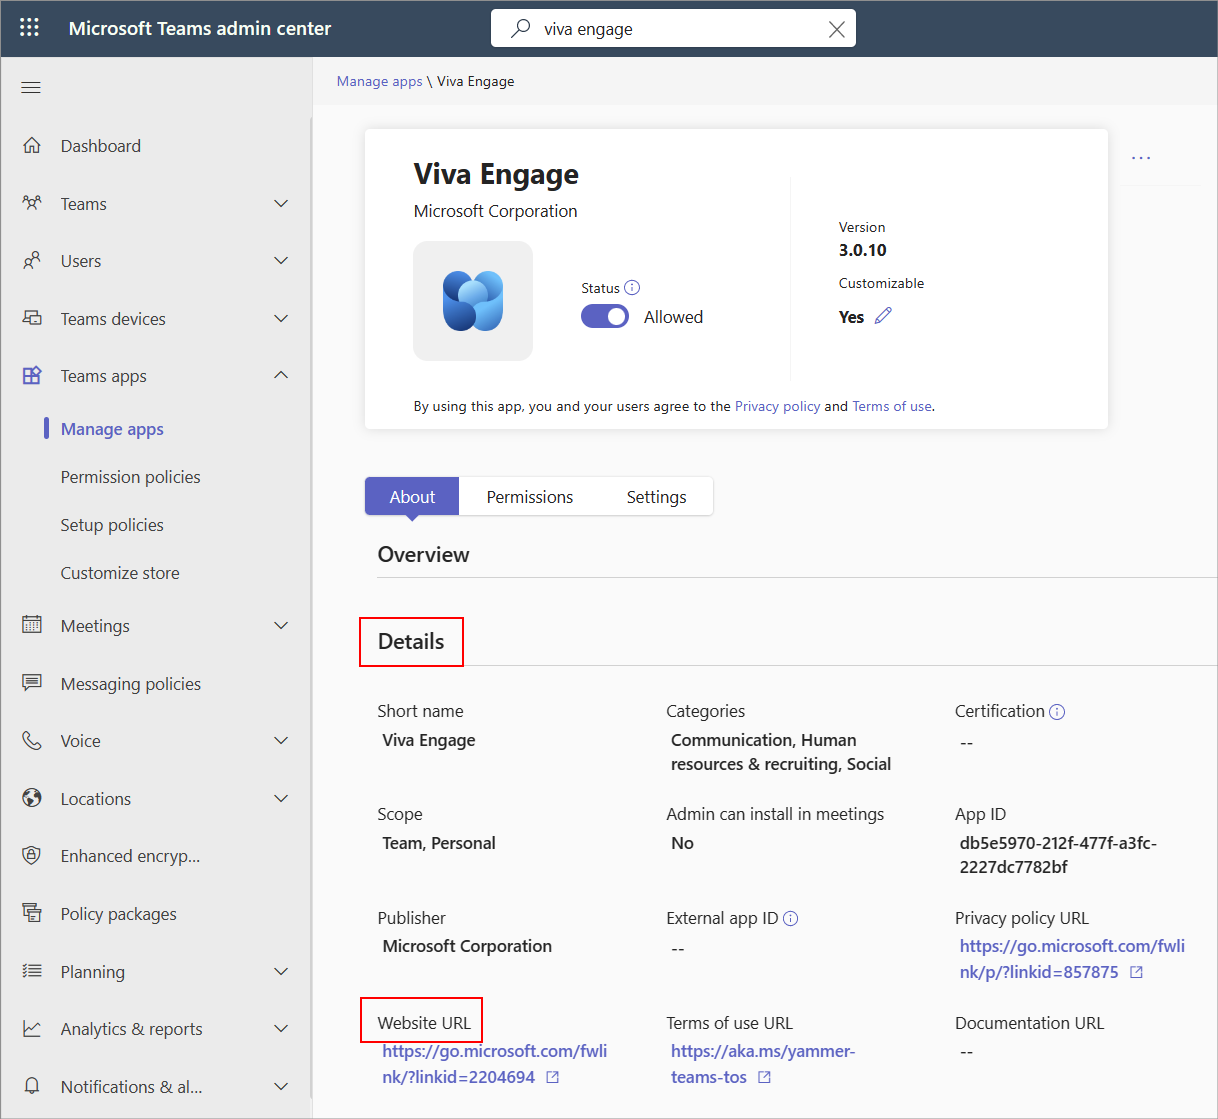 Microsoft Teams admin center
viva engage
Manage apps \ Viva Engage
Dashboard
Teams
Users
Teams devices
Teams apps
Manage apps
Permission policies
Setup policies
Customize store
Meetings
Messaging policies
Voice
Locations
Enhanced encryp...
Policy packages
Planning
Analytics & reports
Notifications & al...
Viva Engage
Microsoft Corporation
Status
Allowed
Version
3.0.10
Customizable
Yes
By using this app, you and your users agree to the Privacy policy and Terms of use.
...
About
Permissions
Settings
Overview
Details
Short name
Viva Engage
Categories
Communication, Human
resources & recruiting, Social
Certification
--
Scope
Team, Personal
Admin can install in meetings
No
App ID
db5e5970-212f-477f-a3fc-
2227dc7782bf
Publisher
Microsoft Corporation
External app ID
--
Privacy policy URL
https://go.microsoft.com/fwli
nk/p/?linkid=857875
Website URL
https://go.microsoft.com/fwli
nk/?linkid=2204694
Terms of use URL
https://aka.ms/yammer-
teams-tos
Documentation URL
--